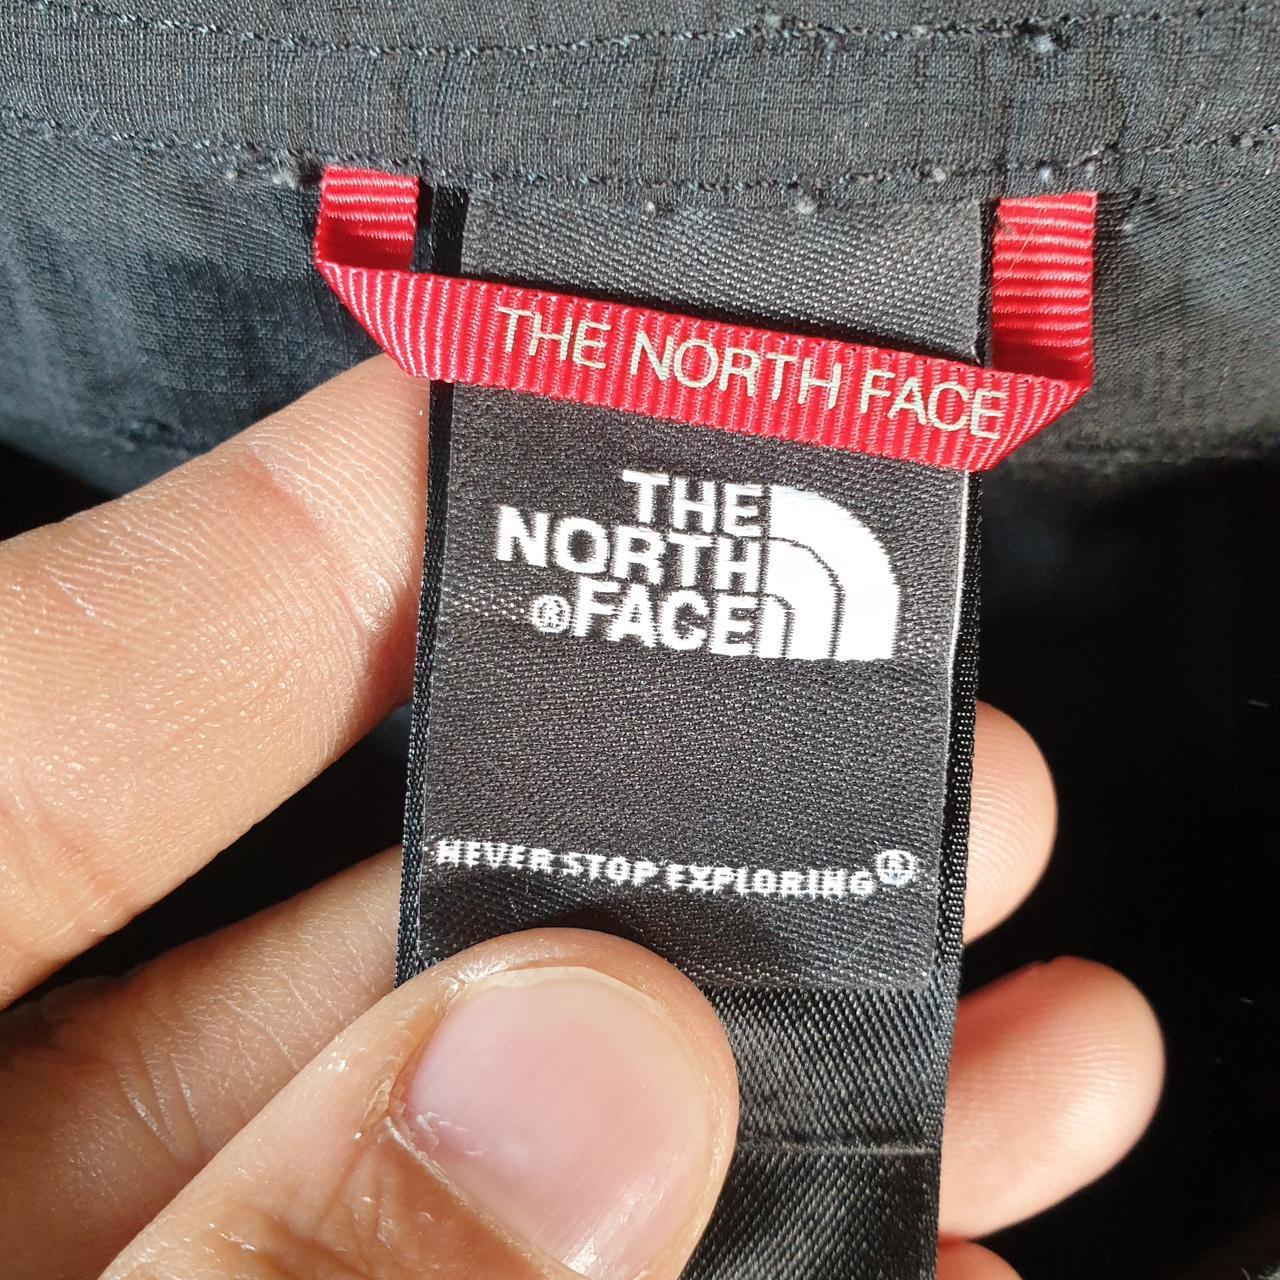 THE NORTH FACE
THE
NORTH
®FACE
NEVER STOP EXPLORING®